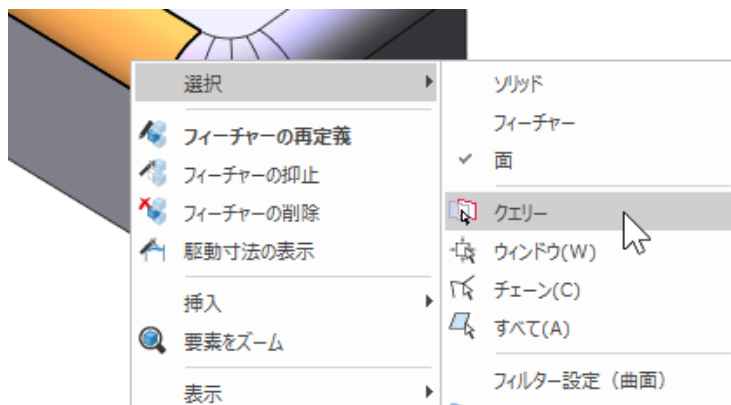 選択
フィーチャーの再定義
フィーチャーの抑止
フィーチャーの削除
駆動寸法の表示
挿入
要素をズーム
表示
ソリッド
フィーチャー
面
クエリー
ウィンドウ(W)
チェーン(C)
すべて(A)
フィルター設定（曲面）